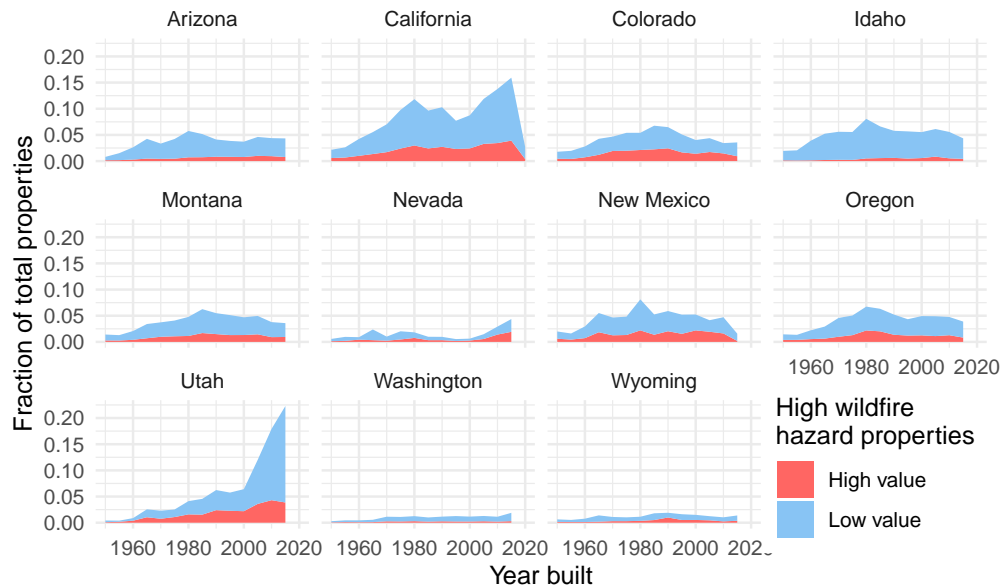 Arizona
California
Colorado
Idaho
0.20
0.15
0.10
0.05
0.00
Fraction of total properties
Montana
Nevada
New Mexico
Oregon
0.20
0.15
0.10
0.05
0.00
1960 1980 2000 2020
Utah
Washington
Wyoming
0.20
0.15
0.10
0.05
0.00
1960 1980 2000 2020
1960 1980 2000 2020
1960 1980 2000
Year built
High wildfire
hazard properties
High value
Low value